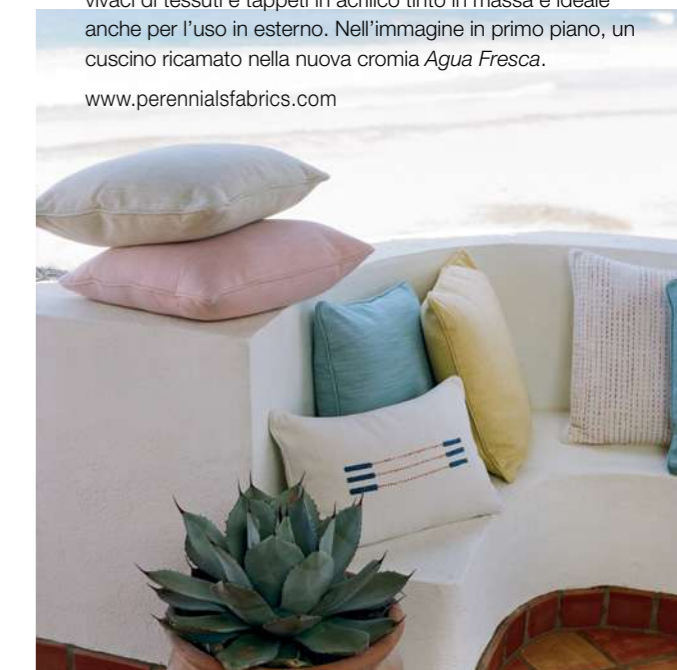 vivaci di tessuti e tappeti in acrilico tinto in massa è ideale
anche per l’uso in esterno. Nell’immagine in primo piano, un
cuscino ricamato nella nuova cromia Agua Fresca.
www.perennialsfabrics.com